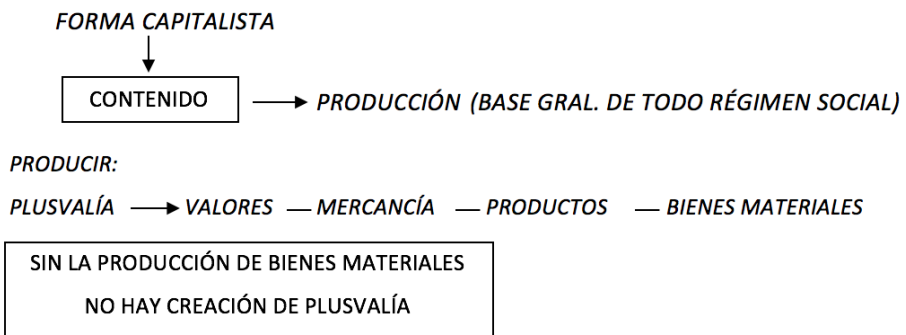 FORMA CAPITALISTA
CONTENIDO
PRODUCCIÓN (BASE GRAL. DE TODO RÉGIMEN SOCIAL)
PRODUCIR:
PLUSVALÍA VALORES — MERCANCÍA — PRODUCTOS — BIENES MATERIALES
SIN LA PRODUCCIÓN DE BIENES MATERIALES
NO HAY CREACIÓN DE PLUSVALÍA